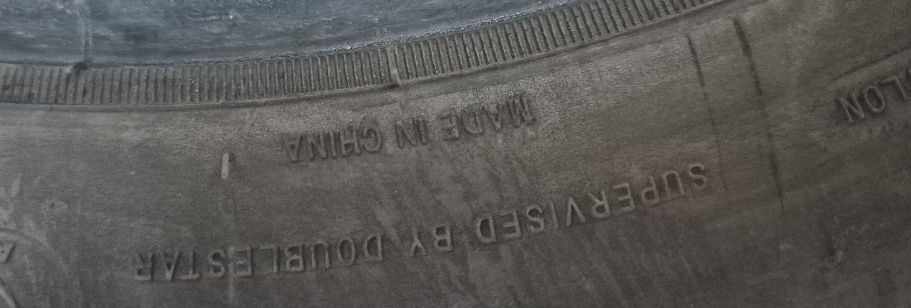 SUPERVISED BY DOUBLESTAR
MADE IN CHINA